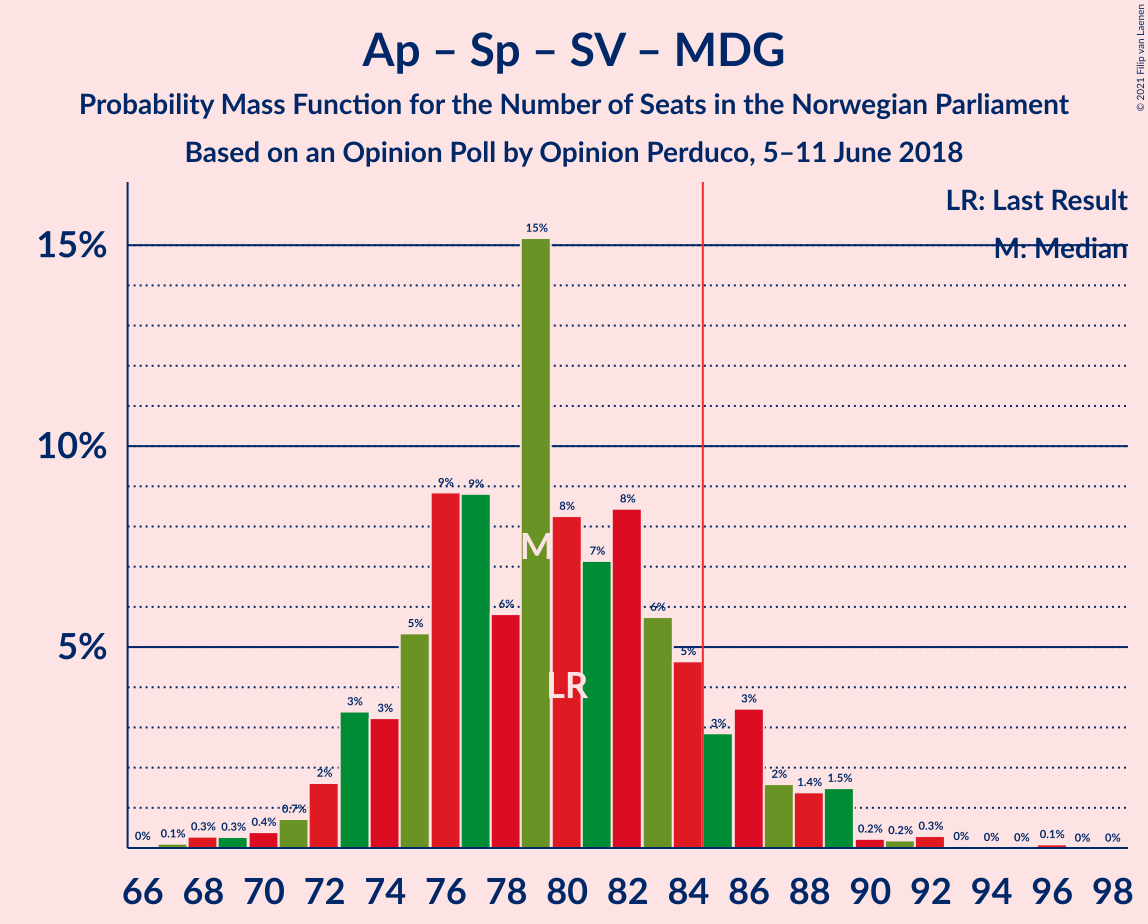 Ap – Sp – SV – MDG
Probability Mass Function for the Number of Seats in the Norwegian Parliament
Based on an Opinion Poll by Opinion Perduco, 5–11 June 2018
© 2021 Filip van Laenen
LR: Last Result
M: Median
15%
10%
5%
0% 0.1% 0.3% 0.3% 0.4% 0.7% 2% 3% 3% 5% 9% 9% 6% 15% 8% 7% 8% 6% 5% 3% 3% 2% 1.4% 1.5% 0.2% 0.2% 0.3% 0% 0% 0% 0.1% 0% 0%
M
LR
66 68 70 72 74 76 78 80 82 84 86 88 90 92 94 96 98